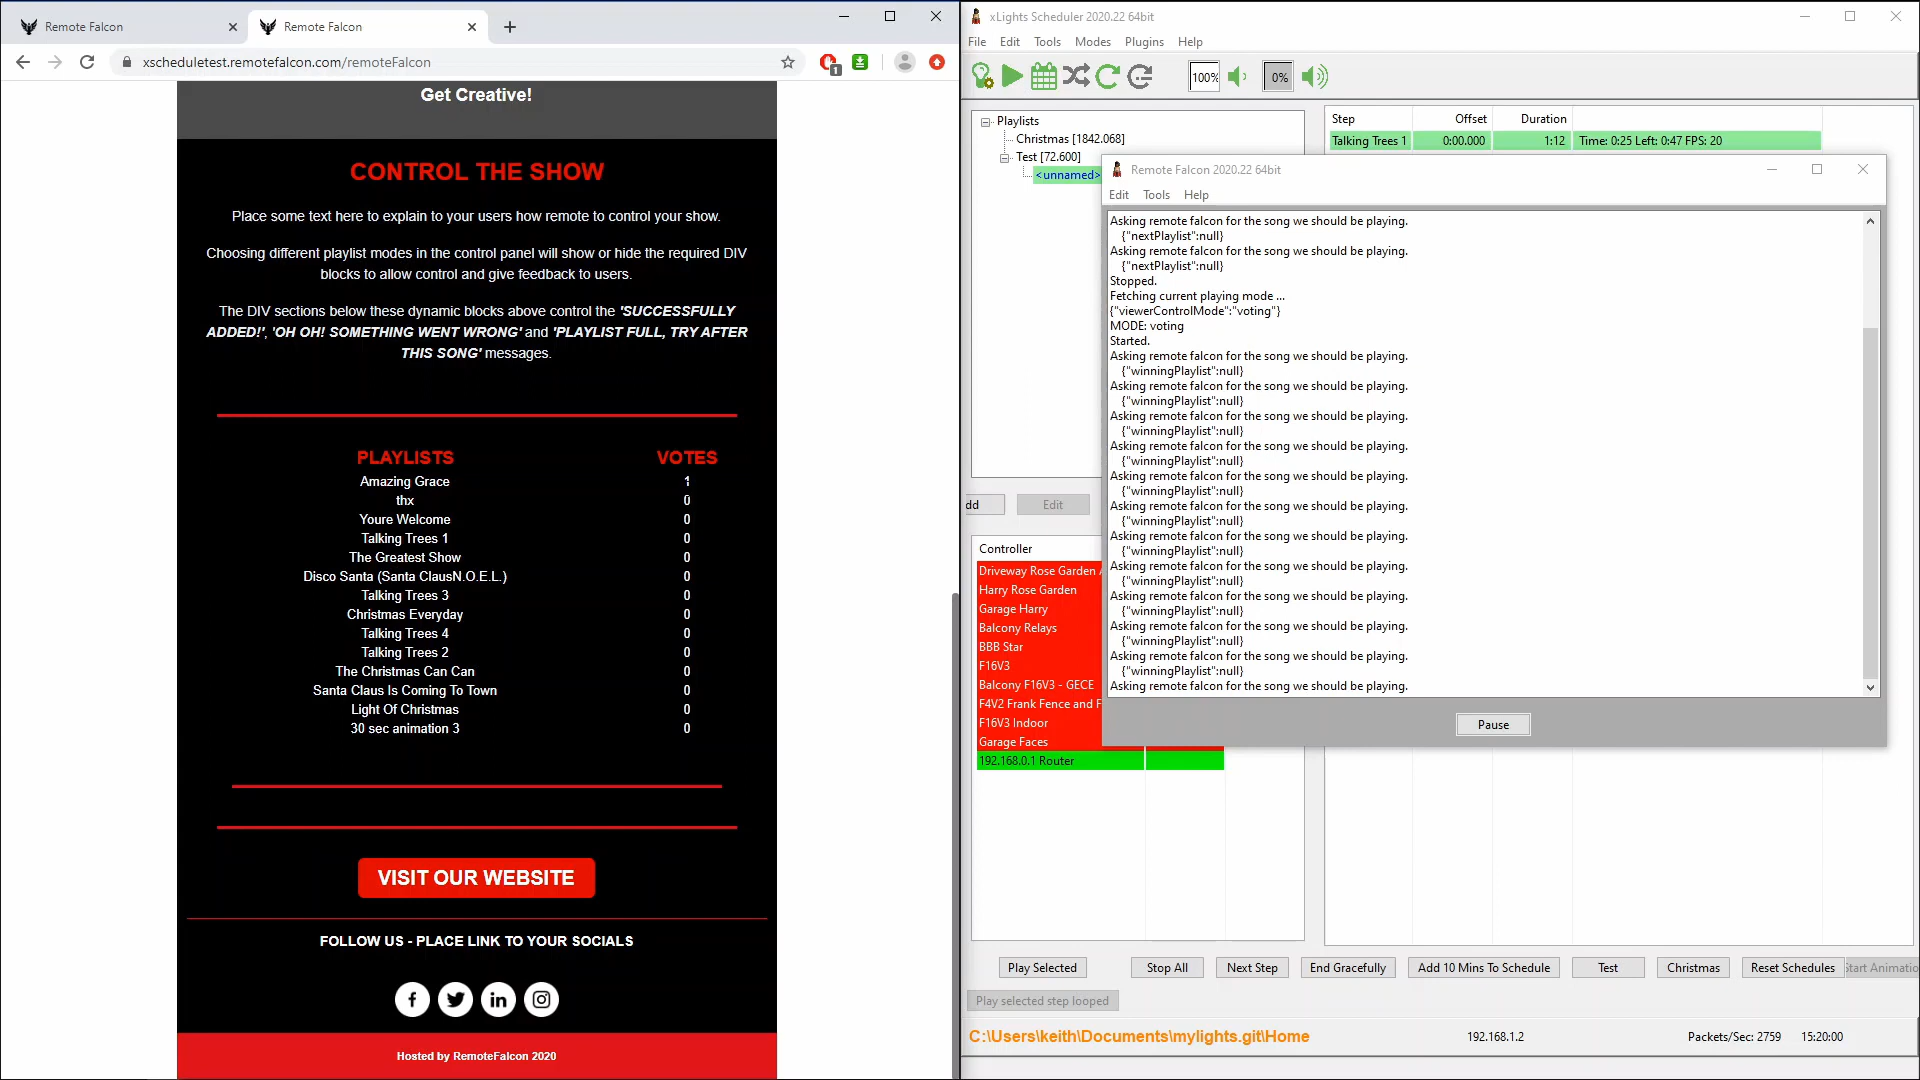 Remote Falcon
Remote Falcon
xscheduletest.remotefalcon.com/remoteFalcon
1
Get Creative!
CONTROL THE SHOW
Place some text here to explain to your users how remote to control your show.
Choosing different playlist modes in the control panel will show or hide the required DIV
blocks to allow control and give feedback to users.
The DIV sections below these dynamic blocks above control the 'SUCCESSFULLY
ADDED!', 'OH OH! SOMETHING WENT WRONG' and 'PLAYLIST FULL, TRY AFTER
THIS SONG' messages.
PLAYLISTS VOTES
Amazing Grace 1
thx 0
Youre Welcome 0
Talking Trees 1 0
The Greatest Show 0
Disco Santa (Santa ClausN.O.E.L.) 0
Talking Trees 3 0
Christmas Everyday 0
Talking Trees 4 0
Talking Trees 2 0
The Christmas Can Can 0
Santa Claus Is Coming To Town 0
Light Of Christmas 0
30 sec animation 3 0
VISIT OUR WEBSITE
FOLLOW US - PLACE LINK TO YOUR SOCIALS
Hosted by RemoteFalcon 2020
xLights Scheduler 2020.22 64bit
File Edit Tools Modes Plugins Help
100% 0%
Playlists
Christmas [1842.068]
Test [72.600]
<unnamed>
Step Offset Duration
Talking Trees 1 0:00.000 1:12 Time: 0:25 Left: 0:47 FPS: 20
Remote Falcon 2020.22 64bit
Edit Tools Help
Asking remote falcon for the song we should be playing.
{"nextPlaylist":null}
Asking remote falcon for the song we should be playing.
{"nextPlaylist":null}
Stopped.
Fetching current playing mode ...
{"viewerControlMode":"voting"}
MODE: voting
Started.
Asking remote falcon for the song we should be playing.
{"winningPlaylist":null}
Asking remote falcon for the song we should be playing.
{"winningPlaylist":null}
Asking remote falcon for the song we should be playing.
{"winningPlaylist":null}
Asking remote falcon for the song we should be playing.
{"winningPlaylist":null}
Asking remote falcon for the song we should be playing.
{"winningPlaylist":null}
Asking remote falcon for the song we should be playing.
{"winningPlaylist":null}
Asking remote falcon for the song we should be playing.
{"winningPlaylist":null}
Asking remote falcon for the song we should be playing.
{"winningPlaylist":null}
Asking remote falcon for the song we should be playing.
{"winningPlaylist":null}
Asking remote falcon for the song we should be playing.
{"winningPlaylist":null}
Asking remote falcon for the song we should be playing.
{"winningPlaylist":null}
Asking remote falcon for the song we should be playing.
Pause
dd Edit
Controller
Driveway Rose Garden A
Harry Rose Garden
Garage Harry
Balcony Relays
BBB Star
F16V3
Balcony F16V3 - GECE
F4V2 Frank Fence and F
F16V3 Indoor
Garage Faces
192.168.0.1 Router
Play Selected Stop All Next Step End Gracefully Add 10 Mins To Schedule Test Christmas Reset Schedules Start Animatio
Play selected step looped
C:\Users\keith\Documents\mylights.git\Home 192.168.1.2 Packets/Sec: 2759 15:20:00